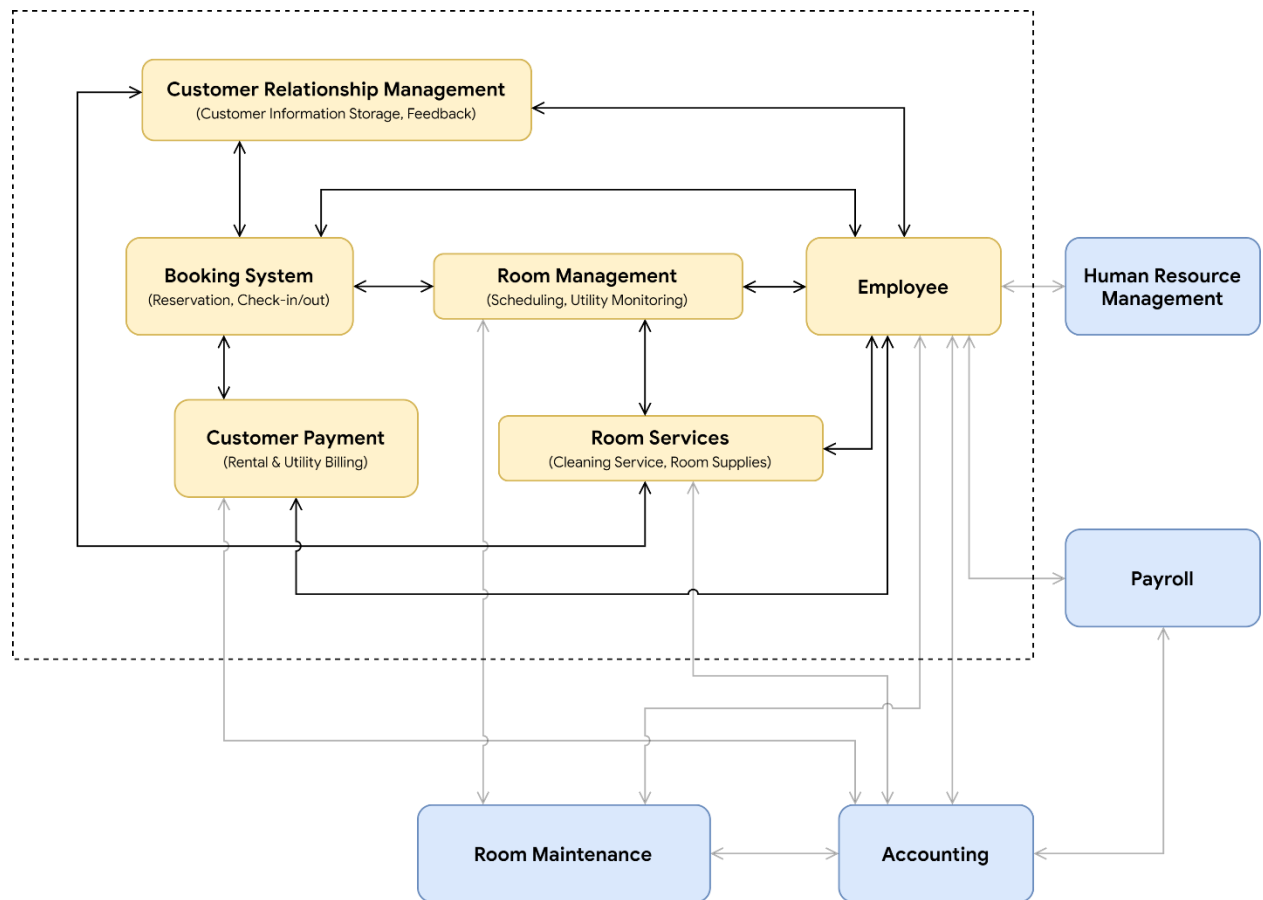 Customer Relationship Management
(Customer Information Storage, Feedback)
Booking System
(Reservation, Check-in/out)
Room Management
(Scheduling, Utility Monitoring)
Employee
Human Resource
Management
Customer Payment
(Rental & Utility Billing)
Room Services
(Cleaning Service, Room Supplies)
Payroll
Room Maintenance
Accounting